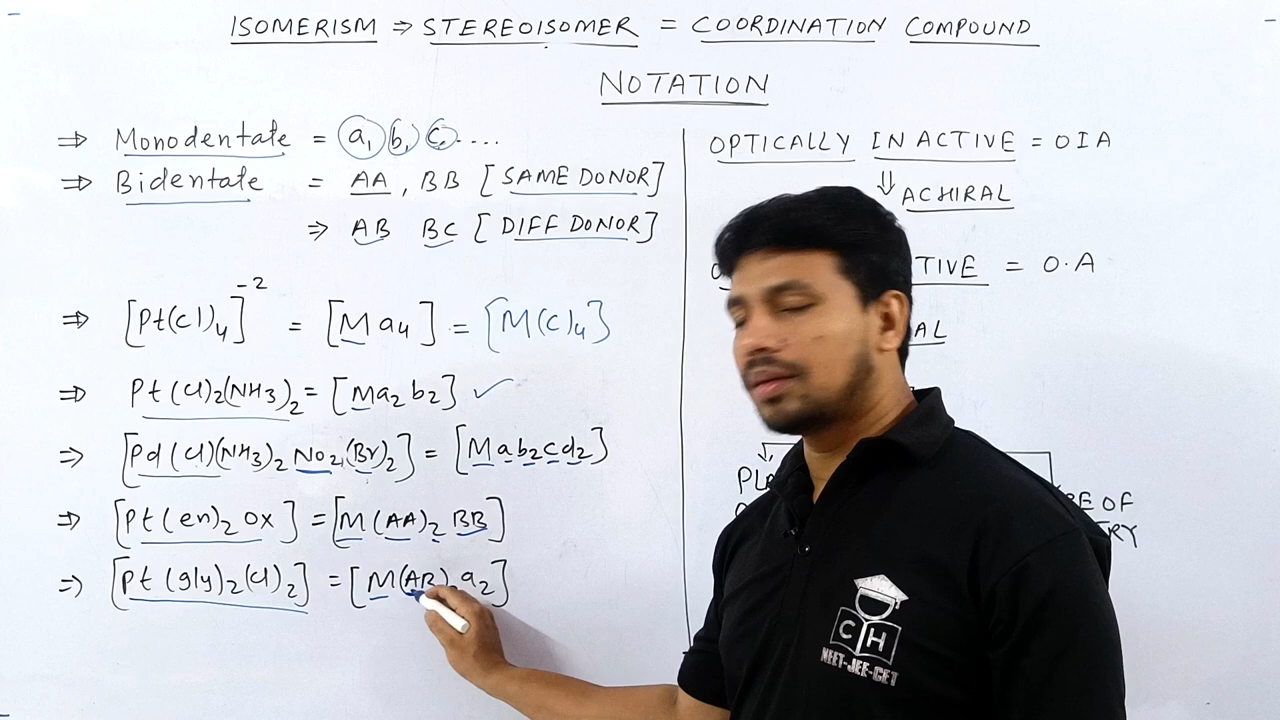 ISOMERISM ⇒ STEREOISOMER = COORDINATION COMPOUND
NOTATION
⇒ Monodentate = a, b, c, ....
⇒ Bidentate = AA, BB [SAME DONOR]
⇒ AB BC [DIFF DONOR]
⇒ [Pt(Cl)4]^-2 = [Ma4] = [M(C)4]
⇒ Pt(Cl)2(NH3)2 = [Ma2b2] ✓
⇒ [Pd(Cl)(NH3)2 NO2,(Br)2] = [Mab2cd2]
⇒ [Pt(en)2 Ox] = [M(AA)2 BB]
⇒ [Pt(gly)2(Cl)2] = [M(AB)2a2]
OPTICALLY INACTIVE = OIA
⇓ ACHIRAL
TIVE = O.A
AL
PL
E OF
RY
CH
NEET-JEE-CET